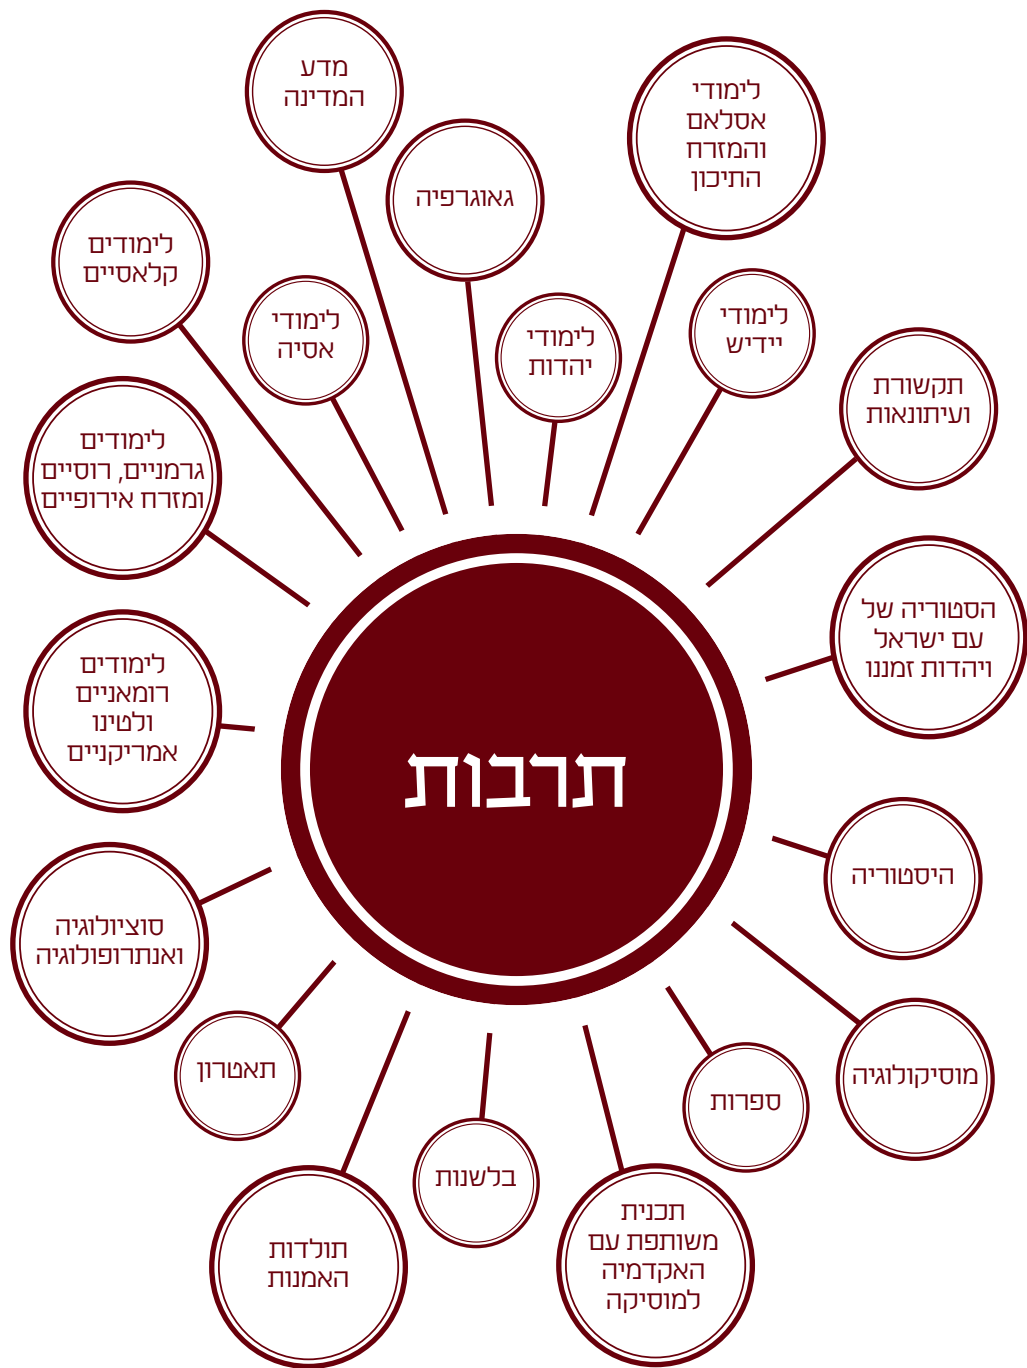 מדע
המדינה
לימודי
אסלאם
והמזרח
התיכון
גאוגרפיה
לימודים
קלאסיים
לימודי
אסיה
לימודי
יהדות
לימודי
יידיש
תקשורת
ועיתונאות
לימודים
גרמניים, רוסיים
ומזרח אירופיים
הסטוריה של
עם ישראל
ויהדות זמננו
לימודים
רומאניים
ולטינו
אמריקניים
תרבות
היסטוריה
סוציולוגיה
ואנתרופולוגיה
תאטרון
מוסיקולוגיה
ספרות
בלשנות
תולדות
האמנות
תכנית
משותפת עם
האקדמיה
למוסיקה